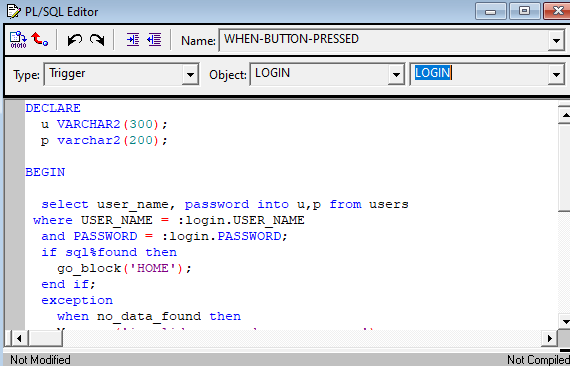 PL/SQL Editor
Name: WHEN-BUTTON-PRESSED
Type: Trigger Object: LOGIN LOGIN
DECLARE
u VARCHAR2(300);
p varchar2(200);
BEGIN
select user_name, password into u,p from users
where USER_NAME = :login.USER_NAME
and PASSWORD = :login.PASSWORD;
if sql%found then
go_block('HOME');
end if;
exception
when no_data_found then
Not Modified Not Compiled